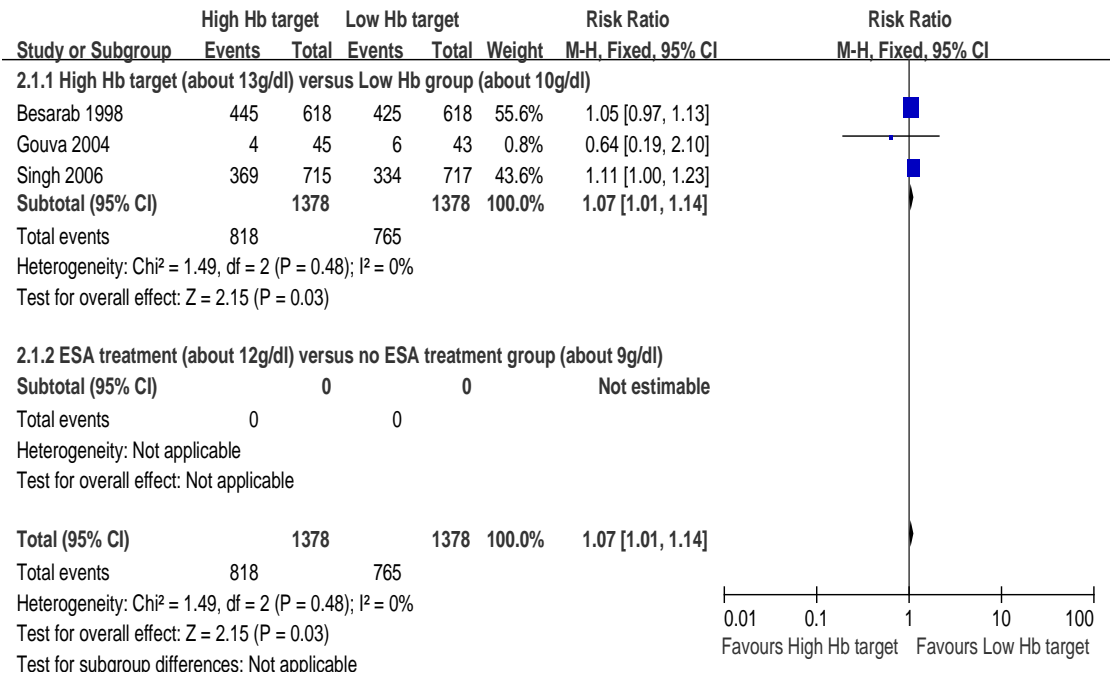 High Hb target Low Hb target Risk Ratio Risk Ratio
Study or Subgroup Events Total Events Total Weight M-H, Fixed, 95% CI M-H, Fixed, 95% CI
2.1.1 High Hb target (about 13g/dl) versus Low Hb group (about 10g/dl)
Besarab 1998 445 618 425 618 55.6% 1.05 [0.97, 1.13]
Gouva 2004 4 45 6 43 0.8% 0.64 [0.19, 2.10]
Singh 2006 369 715 334 717 43.6% 1.11 [1.00, 1.23]
Subtotal (95% CI) 1378 1378 100.0% 1.07 [1.01, 1.14]
Total events 818 765
Heterogeneity: Chi² = 1.49, df = 2 (P = 0.48); I² = 0%
Test for overall effect: Z = 2.15 (P = 0.03)
2.1.2 ESA treatment (about 12g/dl) versus no ESA treatment group (about 9g/dl)
Subtotal (95% CI) 0 0 Not estimable
Total events 0 0
Heterogeneity: Not applicable
Test for overall effect: Not applicable
Total (95% CI) 1378 1378 100.0% 1.07 [1.01, 1.14]
Total events 818 765
Heterogeneity: Chi² = 1.49, df = 2 (P = 0.48); I² = 0%
Test for overall effect: Z = 2.15 (P = 0.03)
Test for subgroup differences: Not applicable
0.01 0.1 1 10 100
Favours High Hb target Favours Low Hb target